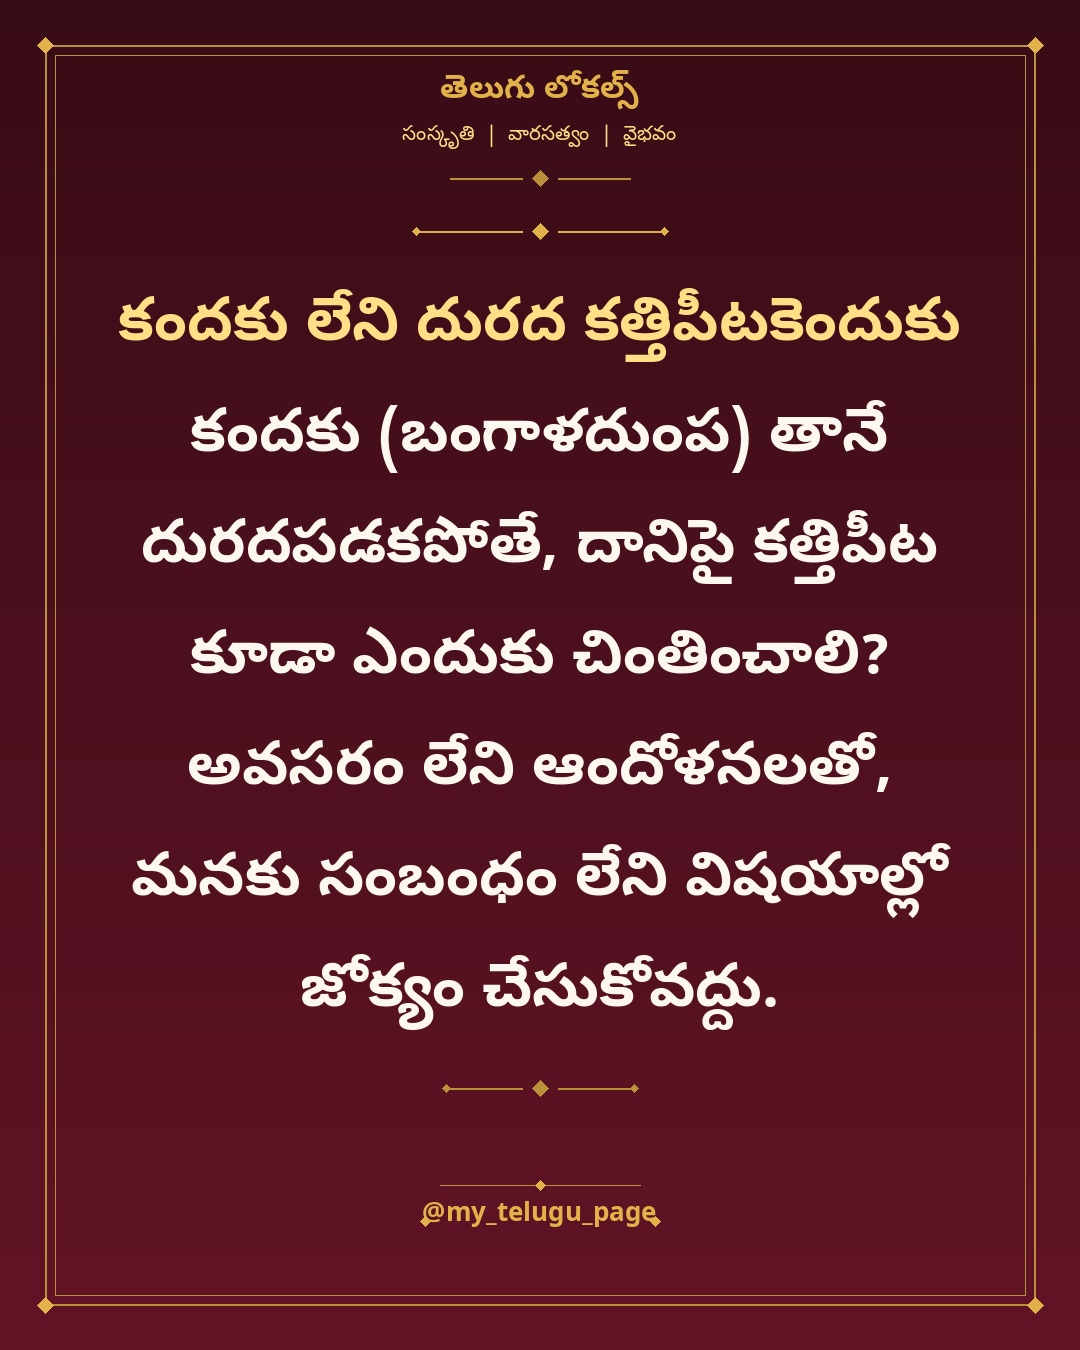 తెలుగు లోకల్స్
సంస్కృతి | వారసత్వం | వైభవం
కందకు లేని దురద కత్తిపీటకెందుకు
కందకు (బంగాళదుంప) తానే
దురదపడకపోతే, దానిపై కత్తిపీట
కూడా ఎందుకు చింతించాలి?
అవసరం లేని ఆందోళనలతో,
మనకు సంబంధం లేని విషయాల్లో
జోక్యం చేసుకోవద్దు.
@my_telugu_page